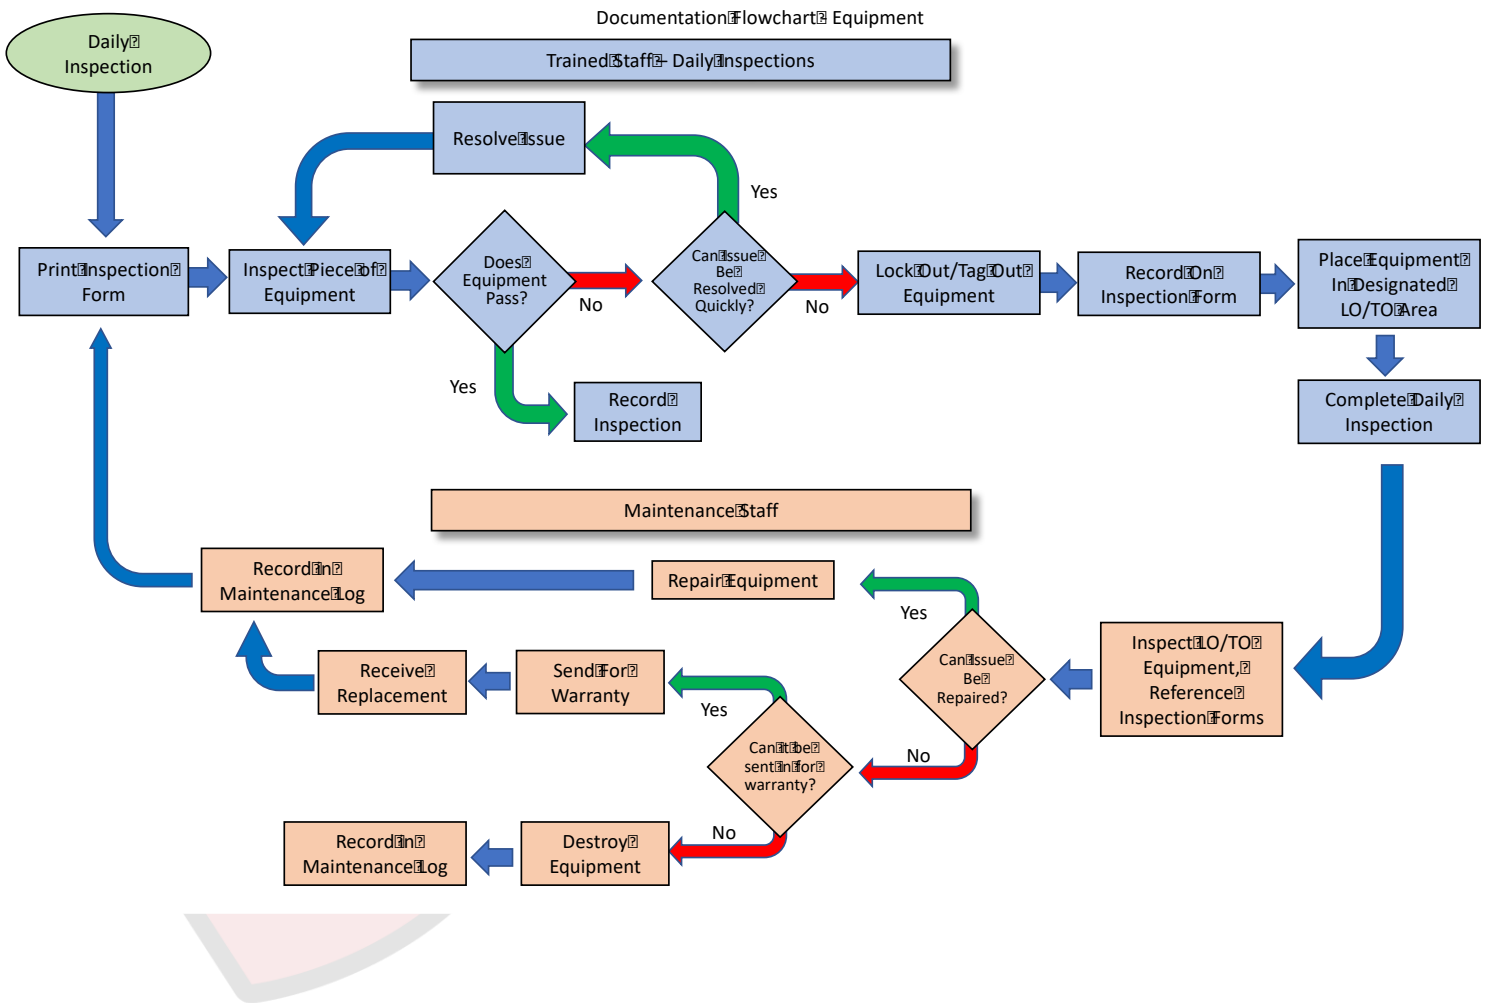 Documentation Flowchart - Equipment
Daily
Inspection
Trained Staff – Daily Inspections
Resolve Issue
Yes
Print Inspection
Form
Inspect Piece of
Equipment
Does
Equipment
Pass?
No
Can Issue
Be
Resolved
Quickly?
No
Lock Out/Tag Out
Equipment
Record On
Inspection Form
Place Equipment
In Designated
LO/TO Area
Yes
Record
Inspection
Complete Daily
Inspection
Maintenance Staff
Record In
Maintenance Log
Repair Equipment
Yes
Can Issue
Be
Repaired?
Inspect LO/TO
Equipment,
Reference
Inspection Forms
Receive
Replacement
Send For
Warranty
Yes
No
Can it be
sent in for
warranty?
No
Record In
Maintenance Log
Destroy
Equipment